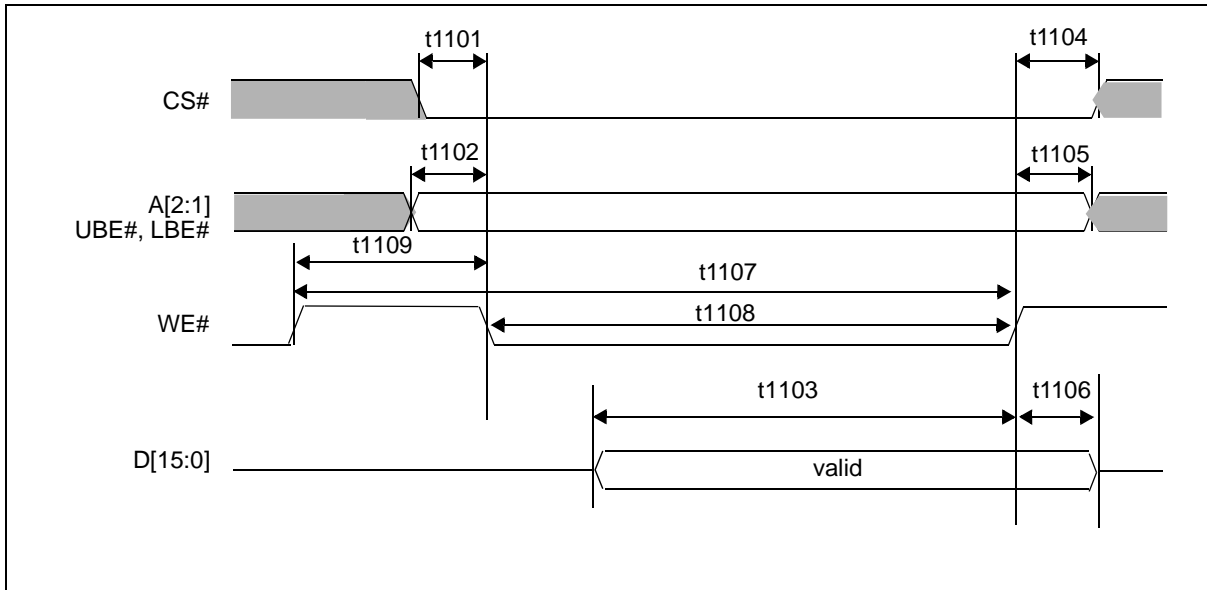 t1101
t1104
CS#
t1102
t1105
A[2:1]
UBE#, LBE#
t1109
t1107
WE#
t1108
t1103
t1106
D[15:0]
valid